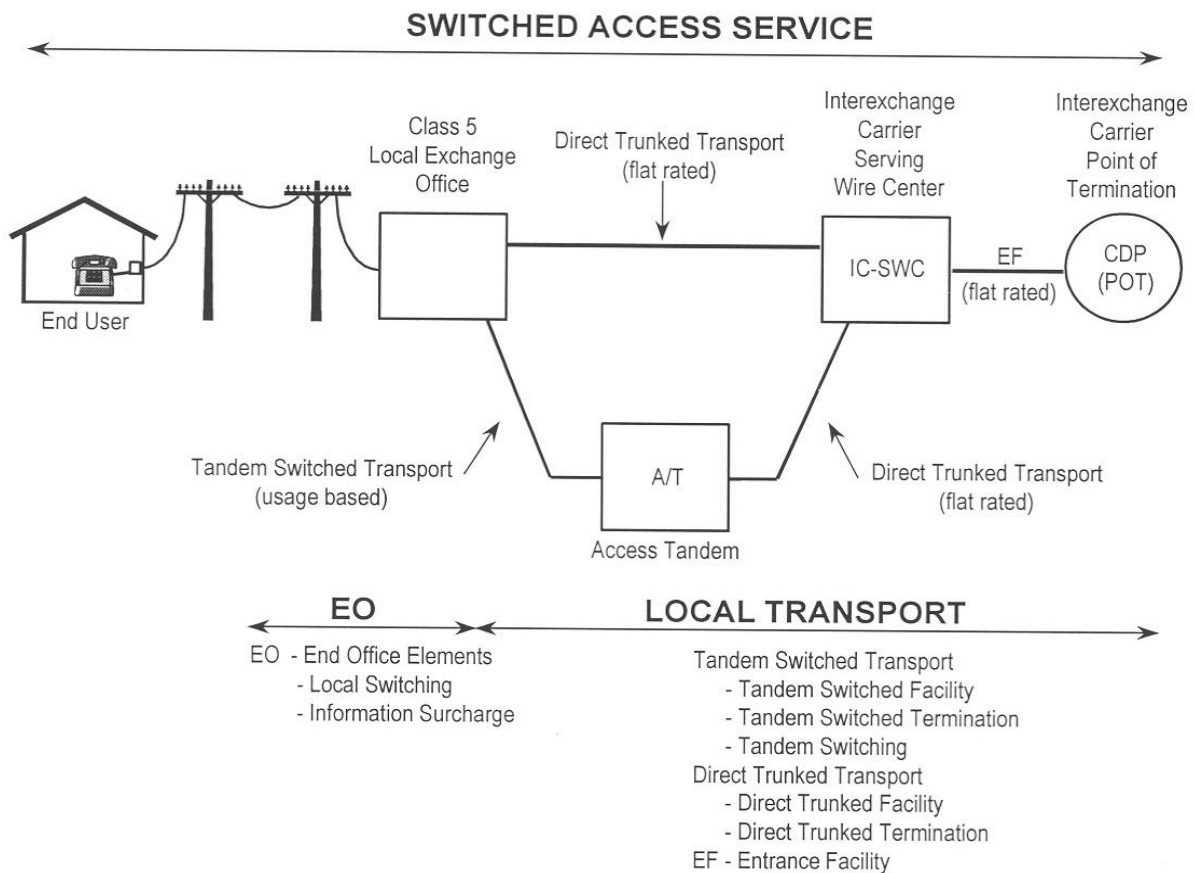 SWITCHED ACCESS SERVICE
Class 5
Local Exchange
Office
Direct Trunked Transport
(flat rated)
Interexchange
Carrier
Serving
Wire Center
Interexchange
Carrier
Point of
Termination
End User
IC-SWC
EF
(flat rated)
CDP
(POT)
Tandem Switched Transport
(usage based)
A/T
Access Tandem
Direct Trunked Transport
(flat rated)
EO
LOCAL TRANSPORT
EO - End Office Elements
- Local Switching
- Information Surcharge
Tandem Switched Transport
- Tandem Switched Facility
- Tandem Switched Termination
- Tandem Switching
Direct Trunked Transport
- Direct Trunked Facility
- Direct Trunked Termination
EF - Entrance Facility